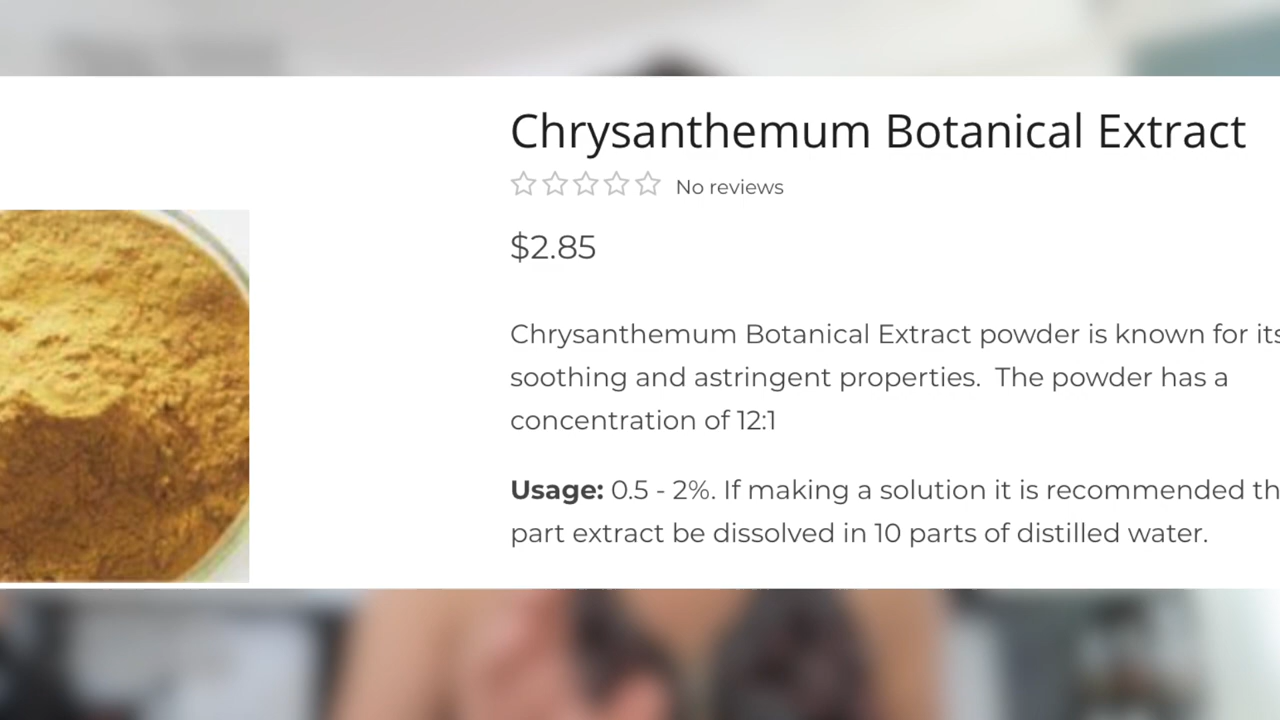 Chrysanthemum Botanical Extract
No reviews
$2.85
Chrysanthemum Botanical Extract powder is known for its
soothing and astringent properties. The powder has a
concentration of 12:1
Usage: 0.5 - 2%. If making a solution it is recommended
part extract be dissolved in 10 parts of distilled water.